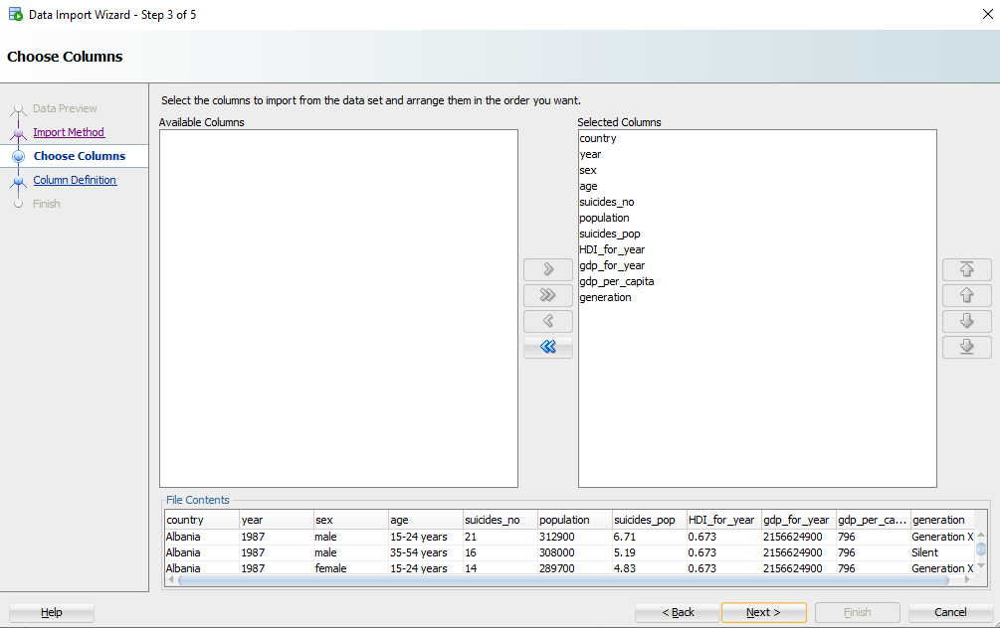 Data Import Wizard - Step 3 of 5
Choose Columns
Data Preview
Import Method
Choose Columns
Column Definition
Finish
Select the columns to import from the data set and arrange them in the order you want.
Available Columns
Selected Columns
country
year
sex
age
suicides_no
population
suicides_pop
HDI_for_year
gdp_for_year
gdp_per_capita
generation
File Contents
country year sex age suicides_no population suicides_pop HDI_for_year gdp_for_year gdp_per_ca... generation
Albania 1987 male 15-24 years 21 312900 6.71 0.673 2156624900 796 Generation X
Albania 1987 male 35-54 years 16 308000 5.19 0.673 2156624900 796 Silent
Albania 1987 female 15-24 years 14 289700 4.83 0.673 2156624900 796 Generation X
Help
< Back
Next >
Finish
Cancel